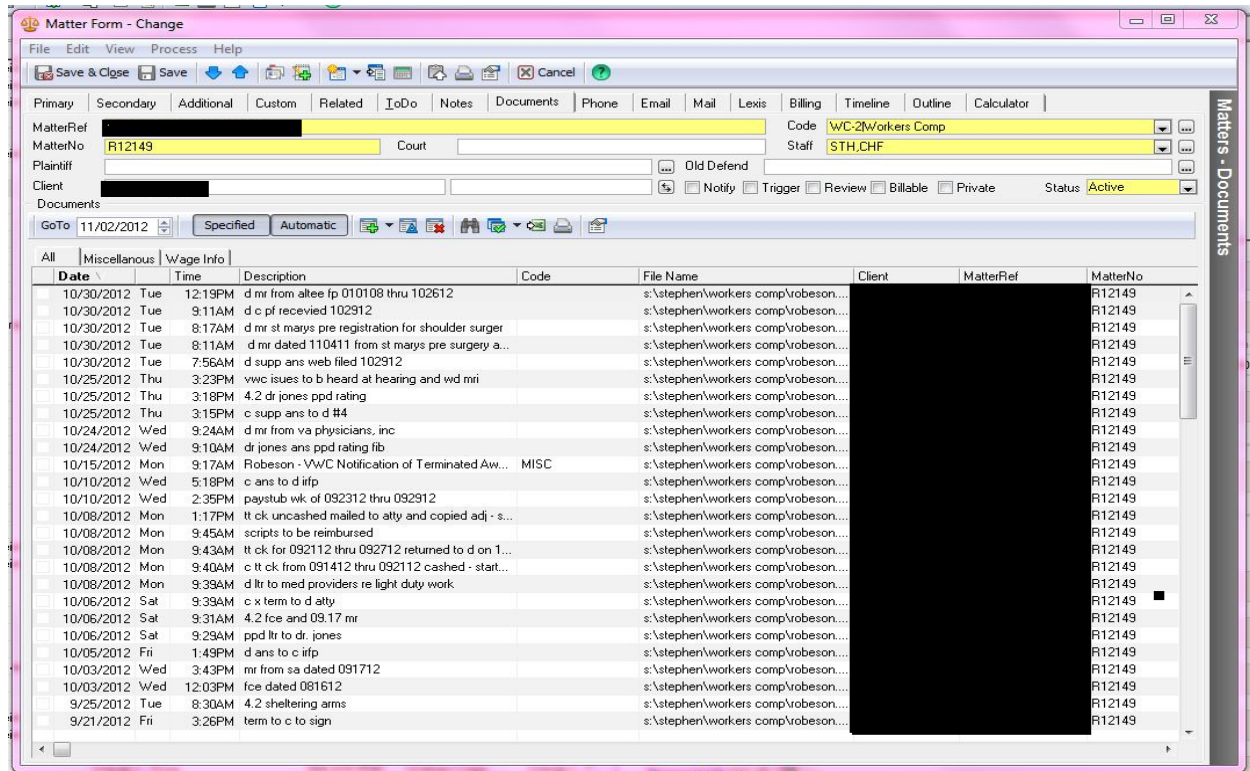 Matter Form - Change
File Edit View Process Help
Save & Close Save Cancel
Primary Secondary Additional Custom Related ToDo Notes Documents Phone Email Mail Lexis Billing Timeline Outline Calculator
MatterRef Code WC-2|Workers Comp
MatterNo R12149 Court Staff STH,CHF
Plaintiff Old Defend
Client Notify Trigger Review Billable Private Status Active
Documents
GoTo 11/02/2012 Specified Automatic
All Miscellanous Wage Info
Date Time Description Code File Name Client MatterRef MatterNo
10/30/2012 Tue 12:19PM d mr from altee fp 010108 thru 102612 s:\stephen\workers comp\robeson.... R12149
10/30/2012 Tue 9:11AM d c pf recevied 102912 s:\stephen\workers comp\robeson.... R12149
10/30/2012 Tue 8:17AM d mr st marys pre registration for shoulder surger s:\stephen\workers comp\robeson.... R12149
10/30/2012 Tue 8:11AM d mr dated 110411 from st marys pre surgery a... s:\stephen\workers comp\robeson.... R12149
10/30/2012 Tue 7:56AM d supp ans web filed 102912 s:\stephen\workers comp\robeson.... R12149
10/25/2012 Thu 3:23PM vwc isues to b heard at hearing and wd mri s:\stephen\workers comp\robeson.... R12149
10/25/2012 Thu 3:18PM 4.2 dr jones ppd rating s:\stephen\workers comp\robeson.... R12149
10/25/2012 Thu 3:15PM c supp ans to d #4 s:\stephen\workers comp\robeson.... R12149
10/24/2012 Wed 9:24AM d mr from va physicians, inc s:\stephen\workers comp\robeson.... R12149
10/24/2012 Wed 9:10AM dr jones ans ppd rating fib s:\stephen\workers comp\robeson.... R12149
10/15/2012 Mon 9:17AM Robeson - VWC Notification of Terminated Aw... MISC s:\stephen\workers comp\robeson.... R12149
10/10/2012 Wed 5:18PM c ans to d irfp s:\stephen\workers comp\robeson.... R12149
10/10/2012 Wed 2:35PM paystub wk of 092312 thru 092912 s:\stephen\workers comp\robeson.... R12149
10/08/2012 Mon 1:17PM tt ck uncashed mailed to atty and copied adj - s... s:\stephen\workers comp\robeson.... R12149
10/08/2012 Mon 9:45AM scripts to be reimbursed s:\stephen\workers comp\robeson.... R12149
10/08/2012 Mon 9:43AM tt ck for 092112 thru 092712 returned to d on 1... s:\stephen\workers comp\robeson.... R12149
10/08/2012 Mon 9:40AM c tt ck from 091412 thru 092112 cashed - start... s:\stephen\workers comp\robeson.... R12149
10/08/2012 Mon 9:39AM d ltr to med providers re light duty work s:\stephen\workers comp\robeson.... R12149
10/06/2012 Sat 9:39AM c x term to d atty s:\stephen\workers comp\robeson.... R12149
10/06/2012 Sat 9:31AM 4.2 fce and 09.17 mr s:\stephen\workers comp\robeson.... R12149
10/06/2012 Sat 9:29AM ppd ltr to dr. jones s:\stephen\workers comp\robeson.... R12149
10/05/2012 Fri 1:49PM d ans to c irfp s:\stephen\workers comp\robeson.... R12149
10/03/2012 Wed 3:43PM mr from sa dated 091712 s:\stephen\workers comp\robeson.... R12149
10/03/2012 Wed 12:03PM fce dated 081612 s:\stephen\workers comp\robeson.... R12149
9/25/2012 Tue 8:30AM 4.2 sheltering arms s:\stephen\workers comp\robeson.... R12149
9/21/2012 Fri 3:26PM term to c to sign s:\stephen\workers comp\robeson.... R12149
Matters - Documents